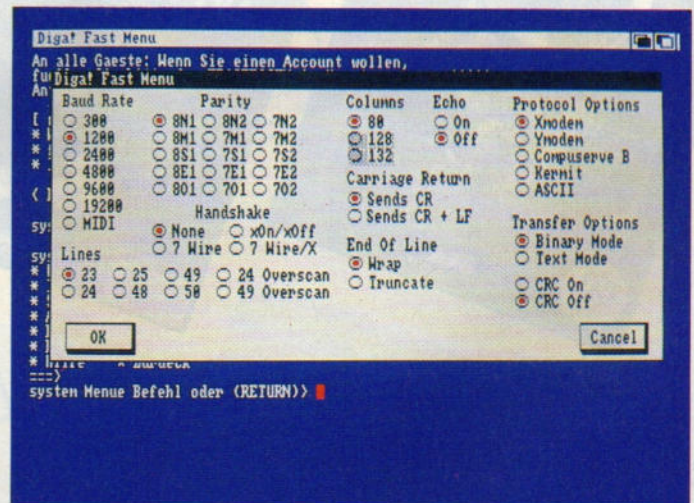 Diga! Fast Menu
An alle Gaeste: Wenn Sie einen Account wollen,
Diga! Fast Menu
Baud Rate
300
1200
2400
4800
9600
19200
MIDI
Parity
8N1 8N2 7N2
8M1 7M1 7M2
8S1 7S1 7S2
8E1 7E1 7E2
8O1 7O1 7O2
Handshake
None xOn/xOff
7 Wire 7 Wire/X
Lines
23 25 49 24 Overscan
24 48 50 49 Overscan
Columns
80
128
132
Echo
On
Off
Carriage Return
Sends CR
Sends CR + LF
End Of Line
Wrap
Truncate
Protocol Options
Xmodem
Ymodem
Compuserve B
Kermit
ASCII
Transfer Options
Binary Mode
Text Mode
CRC On
CRC Off
OK
Cancel
===>
system Menue Befehl oder <RETURN>>